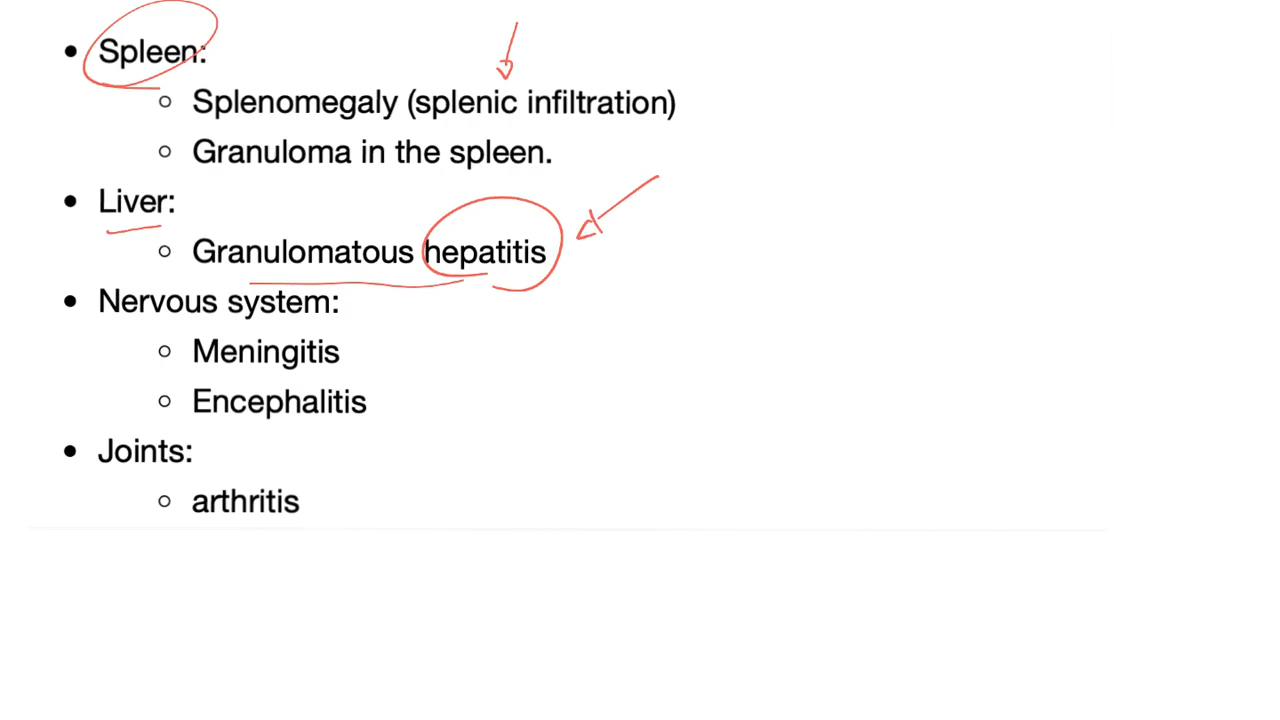 • Spleen:
○ Splenomegaly (splenic infiltration)
○ Granuloma in the spleen.
• Liver:
○ Granulomatous hepatitis
• Nervous system:
○ Meningitis
○ Encephalitis
• Joints:
○ arthritis